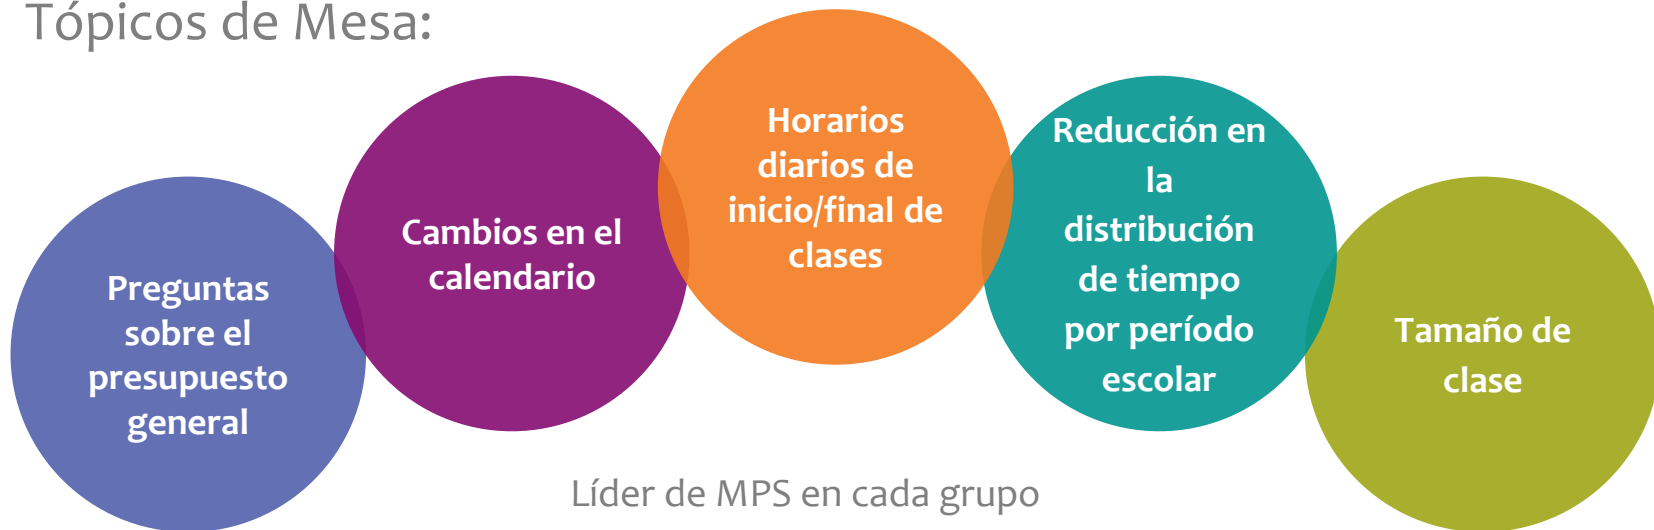 Tópicos de Mesa:
Preguntas
sobre el
presupuesto
general
Cambios en el
calendario
Horarios
diarios de
inicio/final de
clases
Reducción en
la
distribución
de tiempo
por período
escolar
Tamaño de
clase
Líder de MPS en cada grupo